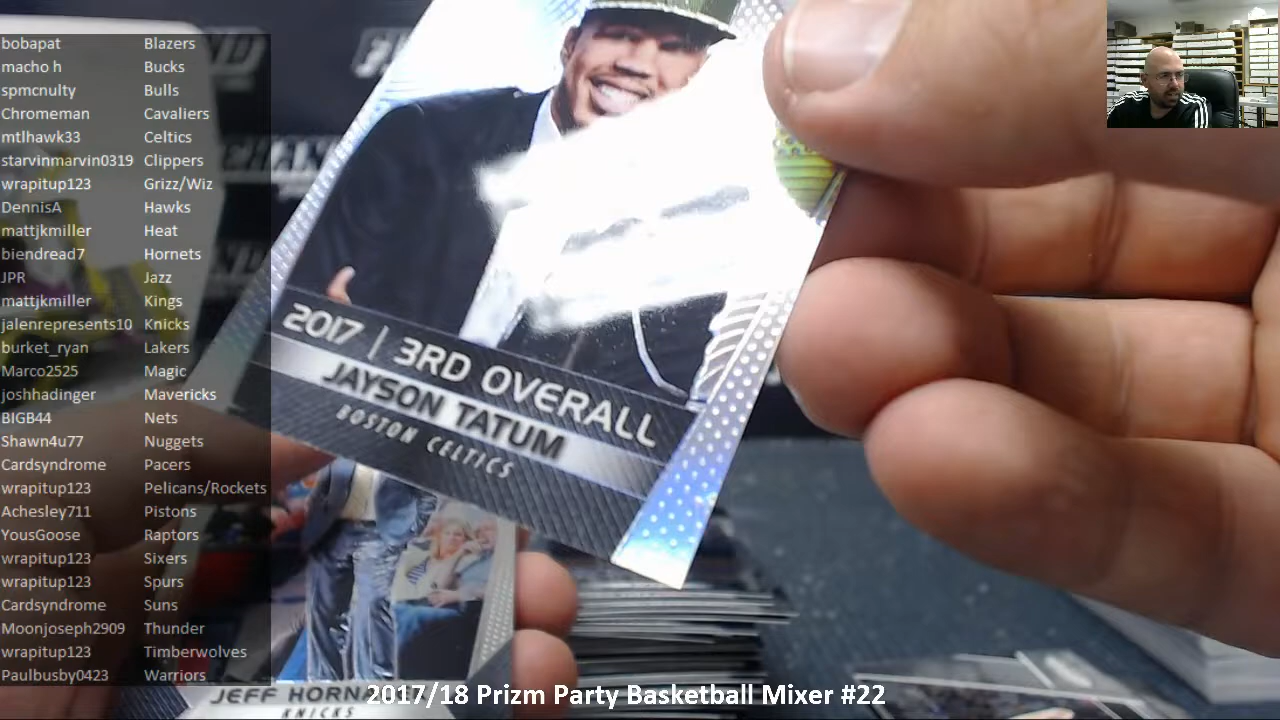 bobapat Blazers
macho h Bucks
spmcnulty Bulls
Chromeman Cavaliers
mtlhawk33 Celtics
starvinmarvin0319 Clippers
wrapitup123 Grizz/Wiz
DennisA Hawks
mattjkmiller Heat
biendread7 Hornets
JPR Jazz
mattjkmiller Kings
jalenrepresents10 Knicks
burket_ryan Lakers
Marco2525 Magic
joshhadinger Mavericks
BIGB44 Nets
Shawn4u77 Nuggets
Cardsyndrome Pacers
wrapitup123 Pelicans/Rockets
Achesley711 Pistons
YousGoose Raptors
wrapitup123 Sixers
wrapitup123 Spurs
Cardsyndrome Suns
Moonjoseph2909 Thunder
wrapitup123 Timberwolves
Paulbusby0423 Warriors
2017 | 3RD OVERALL
JAYSON TATUM
BOSTON CELTICS
JEFF HORNA
KNICKS
2017/18 Prizm Party Basketball Mixer #22